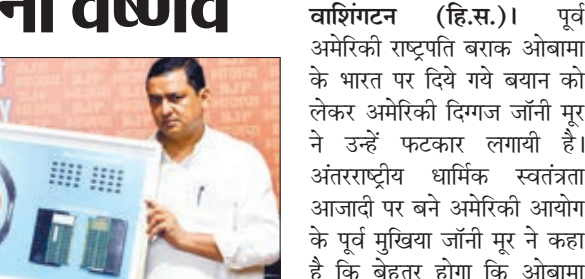 वैष्णव
वाशिंगटन (हि.स.)। पूर्व
अमेरिकी राष्ट्रपति बराक ओबामा
के भारत पर दिये गये बयान को
लेकर अमेरिकी दिग्गज जॉनी मूर
ने उन्हें फटकार लगायी है।
अंतरराष्ट्रीय धार्मिक स्वतंत्रता
आजादी पर बने अमेरिकी आयोग
के पूर्व मुखिया जॉनी मूर ने कहा
है कि बेहतर होगा कि ओबामा